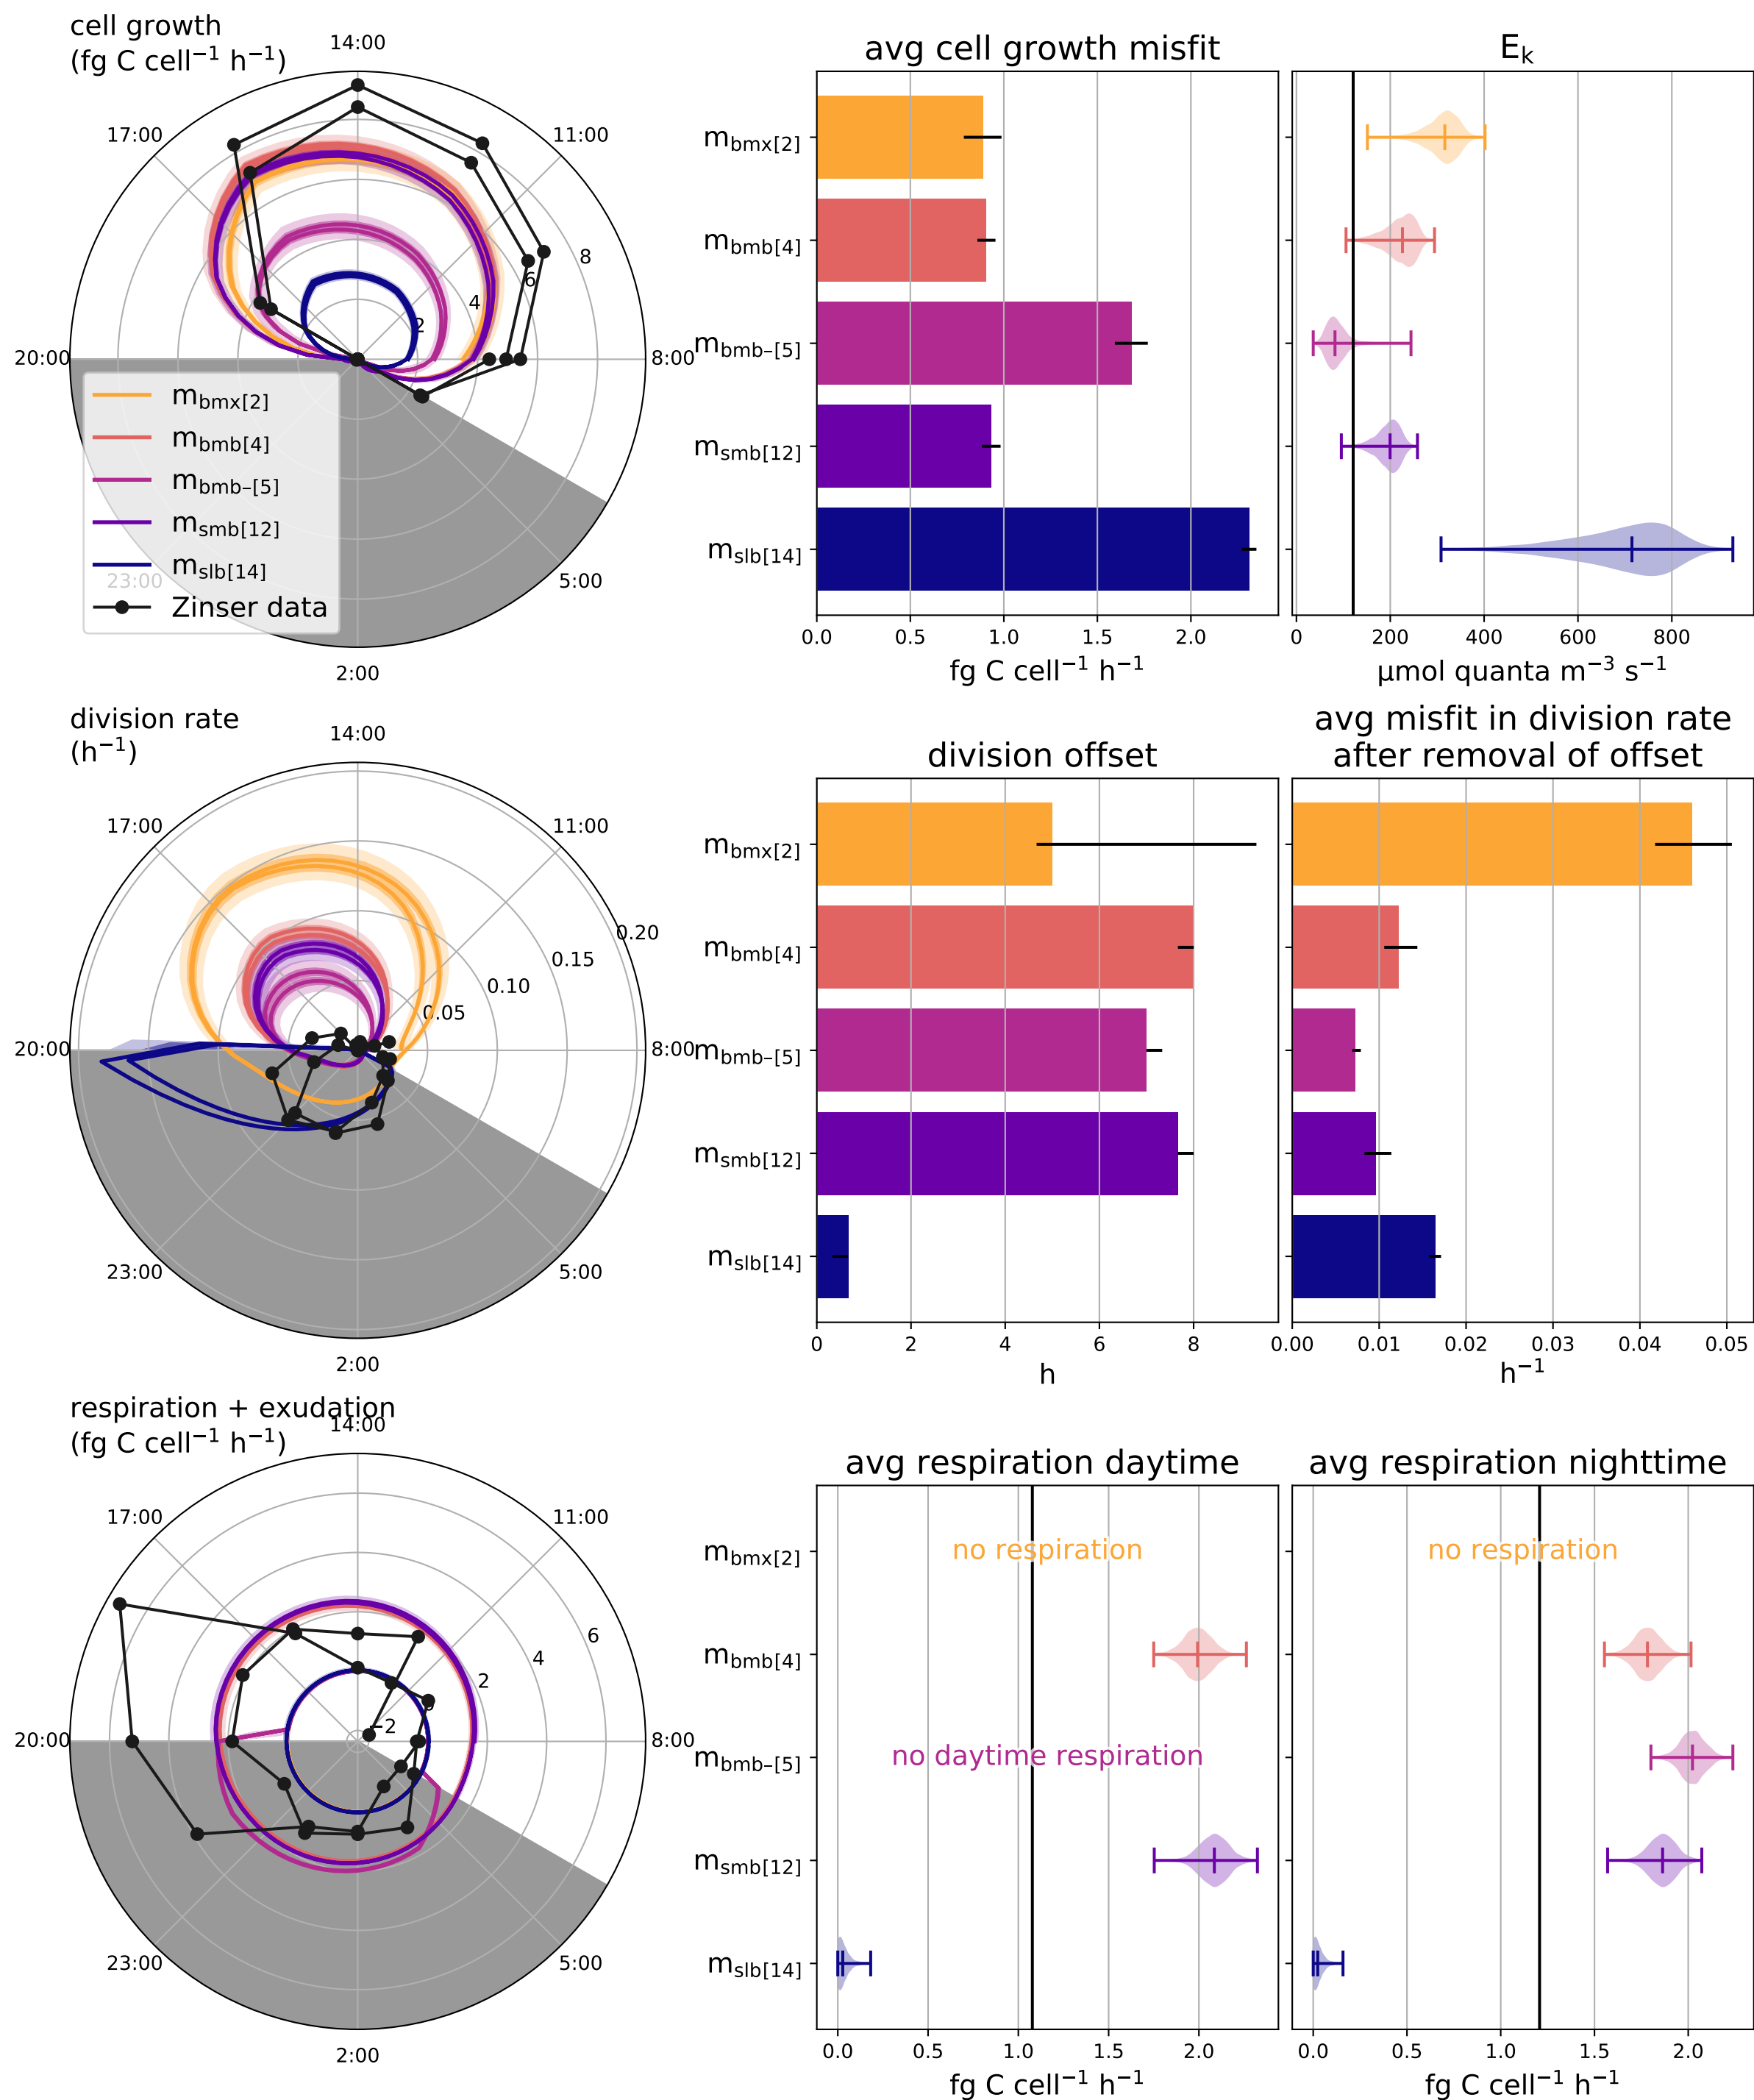 cell growth
(fg C cell⁻¹ h⁻¹)
14:00
17:00
11:00
8
6
4
2
20:00
8:00
m_bmx[2]
m_bmb[4]
m_bmb–[5]
m_smb[12]
m_slb[14]
Zinser data
23:00
5:00
2:00
avg cell growth misfit
m_bmx[2]
m_bmb[4]
m_bmb–[5]
m_smb[12]
m_slb[14]
0.0 0.5 1.0 1.5 2.0
fg C cell⁻¹ h⁻¹
E_k
0 200 400 600 800
µmol quanta m⁻³ s⁻¹
division rate
(h⁻¹)
14:00
17:00
11:00
0.20
0.15
0.10
0.05
20:00
8:00
23:00
5:00
2:00
division offset
m_bmx[2]
m_bmb[4]
m_bmb–[5]
m_smb[12]
m_slb[14]
0 2 4 6 8
h
avg misfit in division rate
after removal of offset
0.00 0.01 0.02 0.03 0.04 0.05
h⁻¹
respiration + exudation
(fg C cell⁻¹ h⁻¹)
14:00
17:00
11:00
6
4
2
0
−2
20:00
8:00
23:00
5:00
2:00
avg respiration daytime
m_bmx[2]
no respiration
m_bmb[4]
m_bmb–[5]
no daytime respiration
m_smb[12]
m_slb[14]
0.0 0.5 1.0 1.5 2.0
fg C cell⁻¹ h⁻¹
avg respiration nighttime
no respiration
0.0 0.5 1.0 1.5 2.0
fg C cell⁻¹ h⁻¹